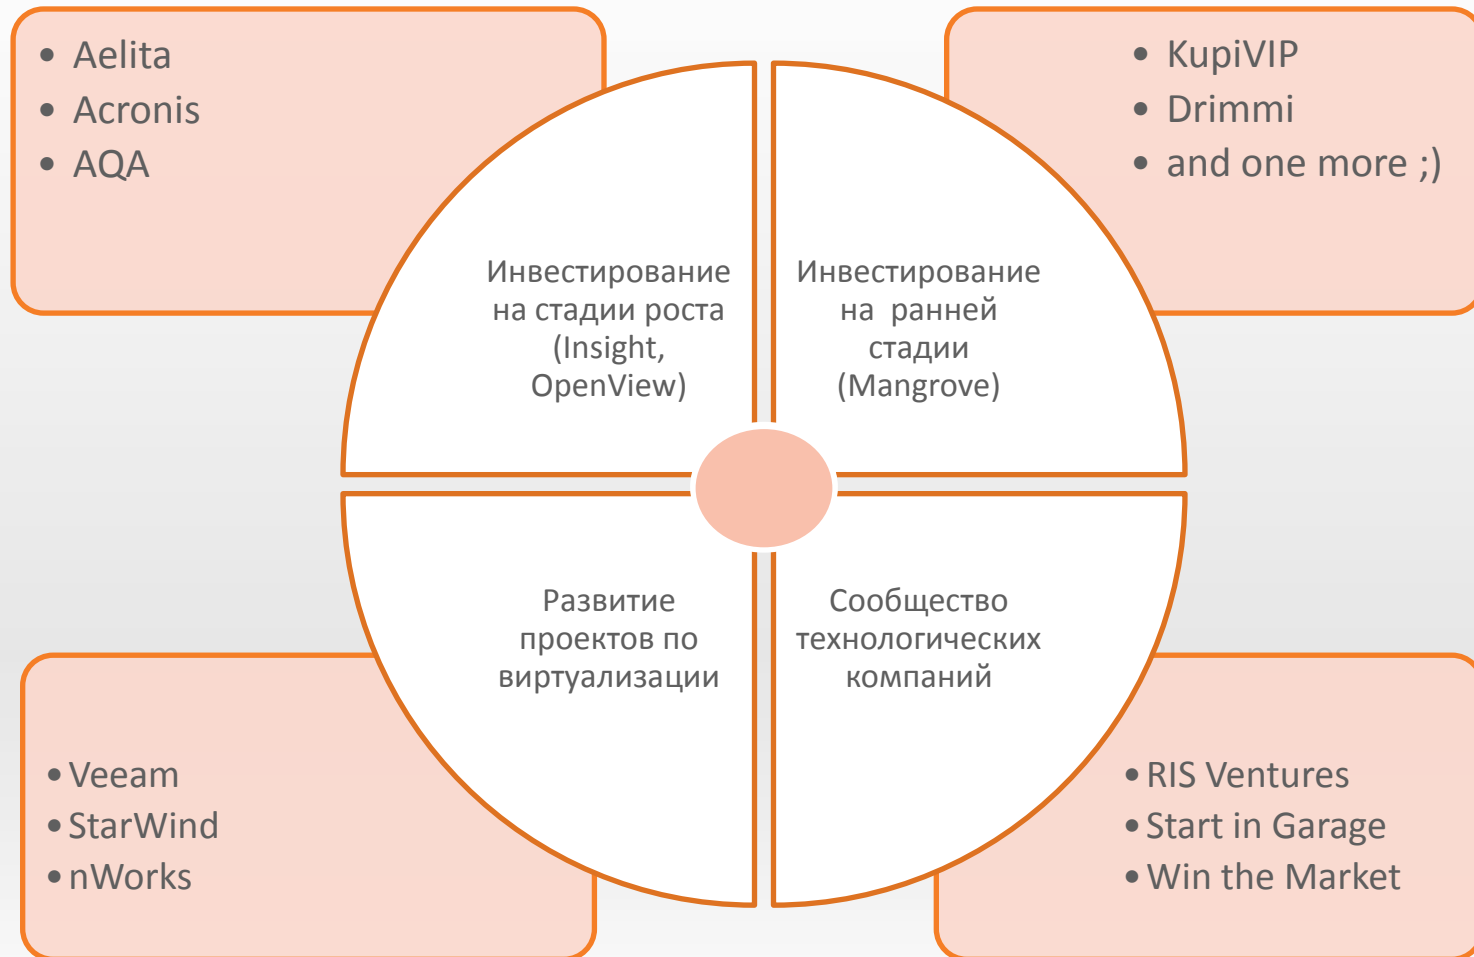 • Aelita
• Acronis
• AQA
• KupiVIP
• Drimmi
• and one more ;)
Инвестирование
на стадии роста
(Insight,
OpenView)
Инвестирование
на ранней
стадии
(Mangrove)
Развитие
проектов по
виртуализации
Сообщество
технологических
компаний
• Veeam
• StarWind
• nWorks
• RIS Ventures
• Start in Garage
• Win the Market